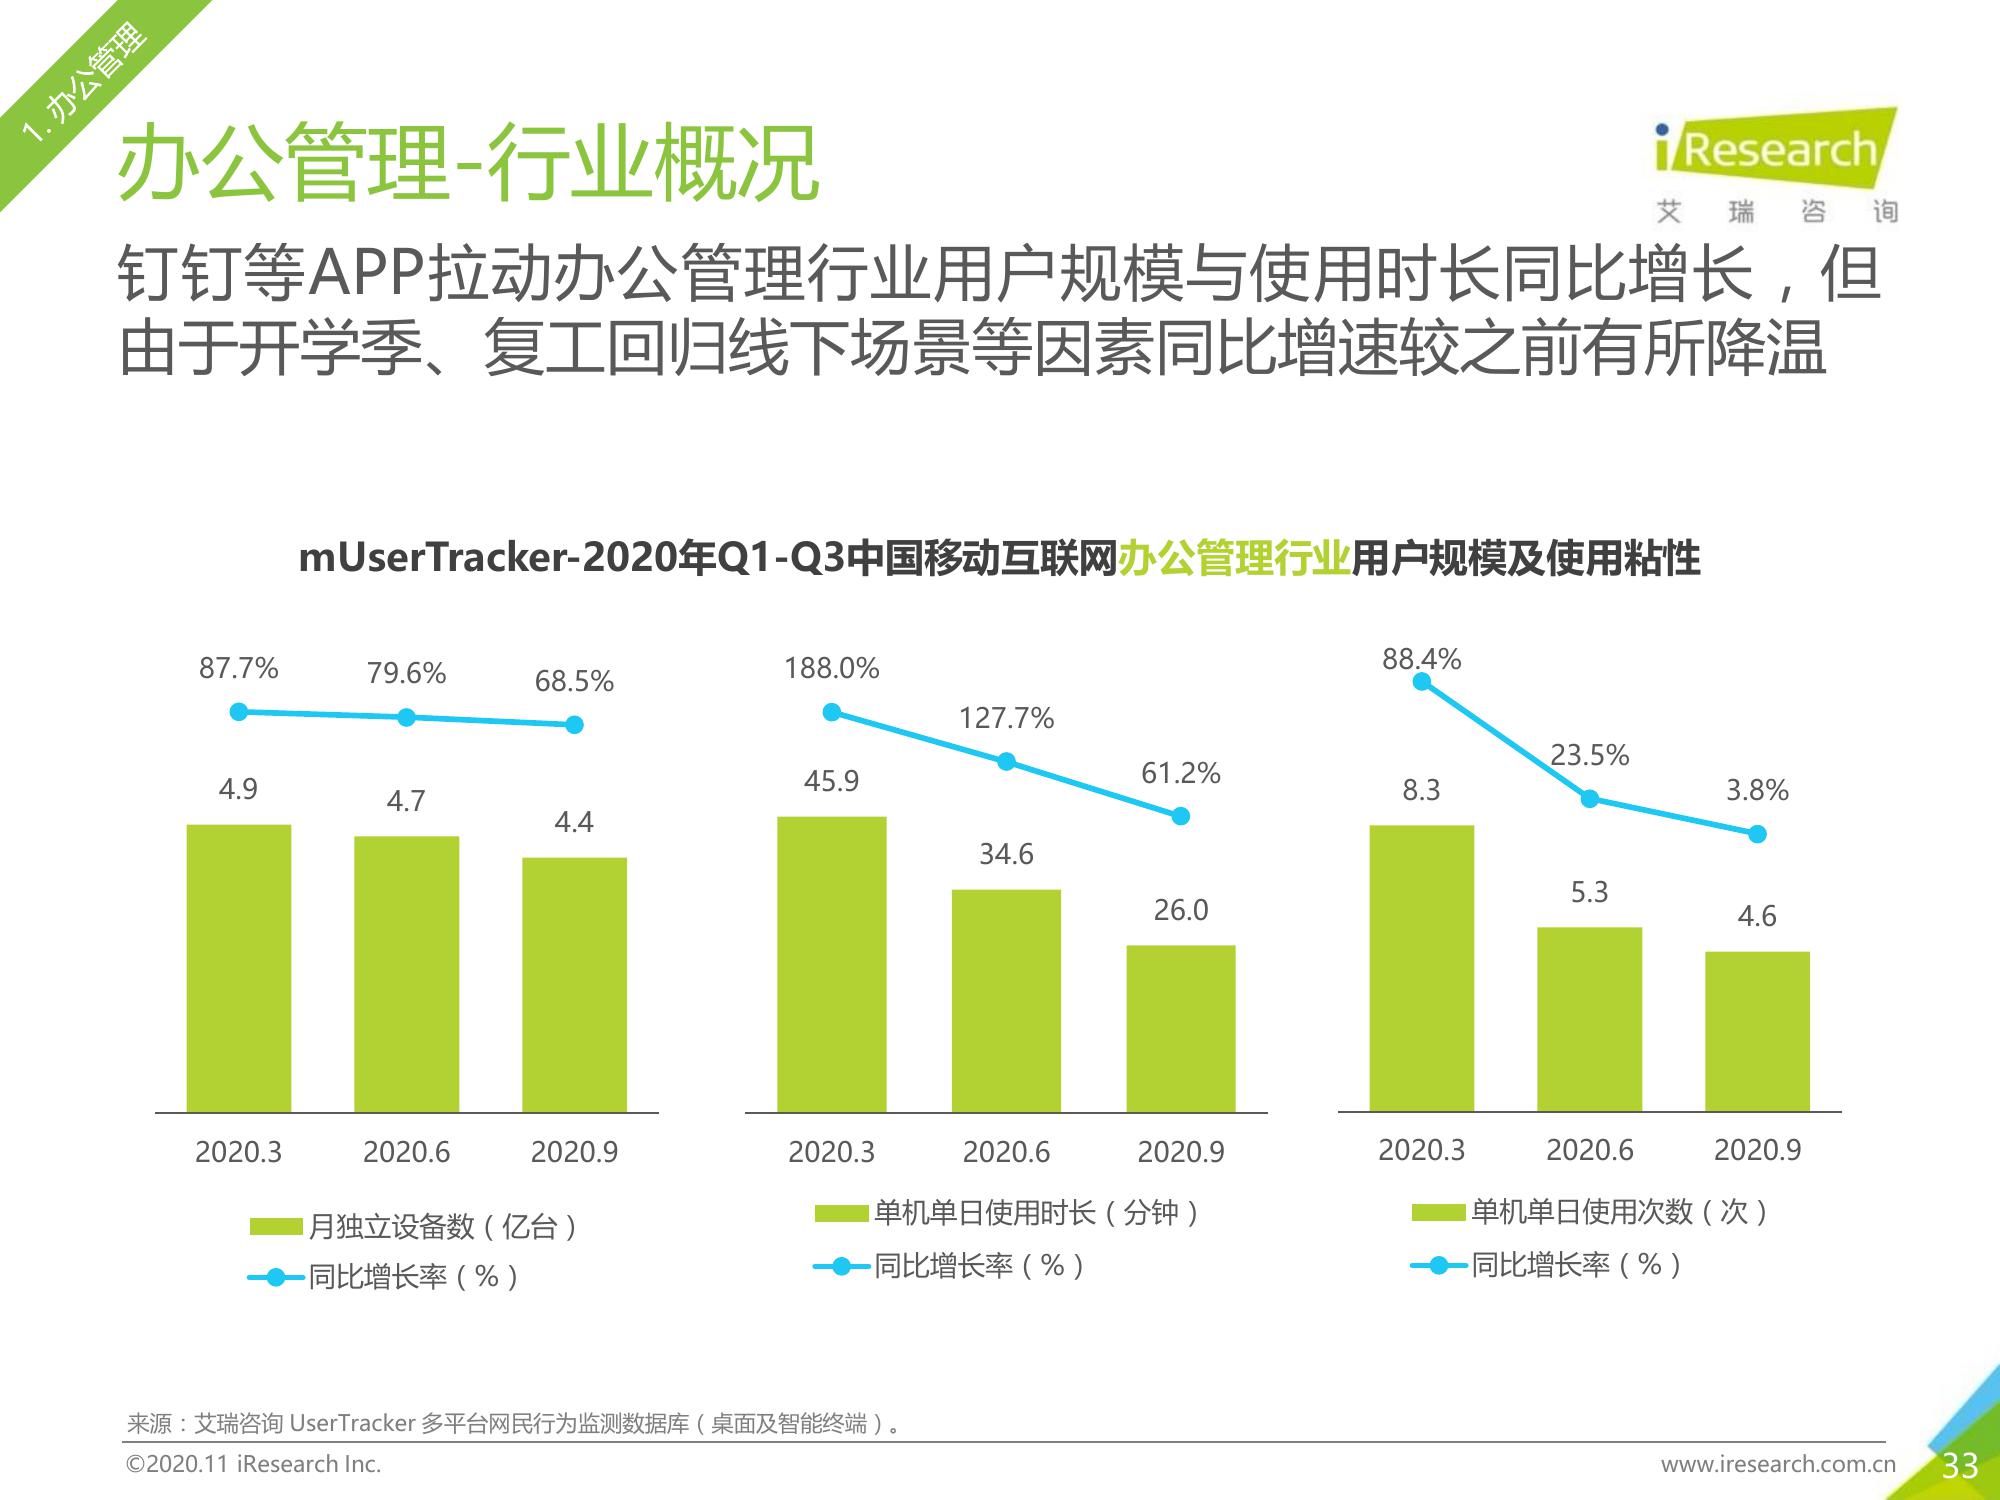 1. 办公管理
办公管理-行业概况
iResearch
艾瑞咨询
钉钉等APP拉动办公管理行业用户规模与使用时长同比增长，但
由于开学季、复工回归线下场景等因素同比增速较之前有所降温
mUserTracker-2020年Q1-Q3中国移动互联网办公管理行业用户规模及使用粘性
87.7%
79.6%
68.5%
4.9
4.7
4.4
2020.3
2020.6
2020.9
月独立设备数（亿台）
同比增长率（%）
188.0%
127.7%
61.2%
45.9
34.6
26.0
2020.3
2020.6
2020.9
单机单日使用时长（分钟）
同比增长率（%）
88.4%
23.5%
3.8%
8.3
5.3
4.6
2020.3
2020.6
2020.9
单机单日使用次数（次）
同比增长率（%）
来源：艾瑞咨询 UserTracker 多平台网民行为监测数据库（桌面及智能终端）。
©2020.11 iResearch Inc.
www.iresearch.com.cn
33